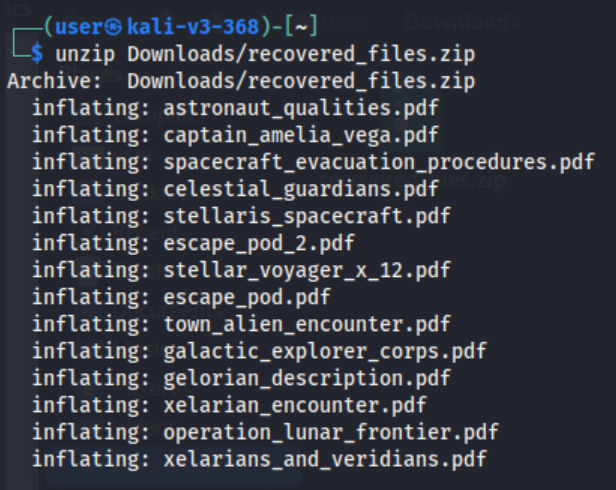 (user㉿kali-v3-368)-[~]
$ unzip Downloads/recovered_files.zip
Archive:  Downloads/recovered_files.zip
  inflating: astronaut_qualities.pdf
  inflating: captain_amelia_vega.pdf
  inflating: spacecraft_evacuation_procedures.pdf
  inflating: celestial_guardians.pdf
  inflating: stellaris_spacecraft.pdf
  inflating: escape_pod_2.pdf
  inflating: stellar_voyager_x_12.pdf
  inflating: escape_pod.pdf
  inflating: town_alien_encounter.pdf
  inflating: galactic_explorer_corps.pdf
  inflating: gelorian_description.pdf
  inflating: xelarian_encounter.pdf
  inflating: operation_lunar_frontier.pdf
  inflating: xelarians_and_veridians.pdf